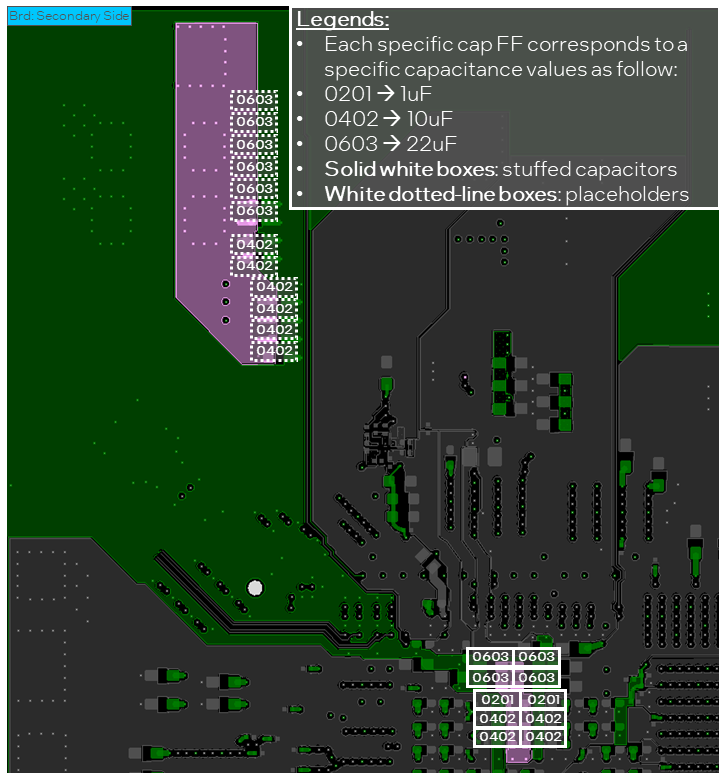 Brd: Secondary Side
Legends:
• Each specific cap FF corresponds to a
specific capacitance values as follow:
• 0201 → 1uF
• 0402 → 10uF
• 0603 → 22uF
• Solid white boxes: stuffed capacitors
• White dotted-line boxes: placeholders
0603
0603
0603
0603
0603
0603
0402
0402
0402
0402
0402
0402
0603 0603
0603 0603
0201 0201
0402 0402
0402 0402